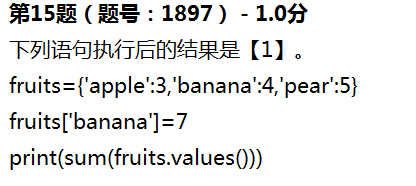 第15题（题号：1897） - 1.0分
下列语句执行后的结果是【1】。
fruits={'apple':3,'banana':4,'pear':5}
fruits['banana']=7
print(sum(fruits.values()))